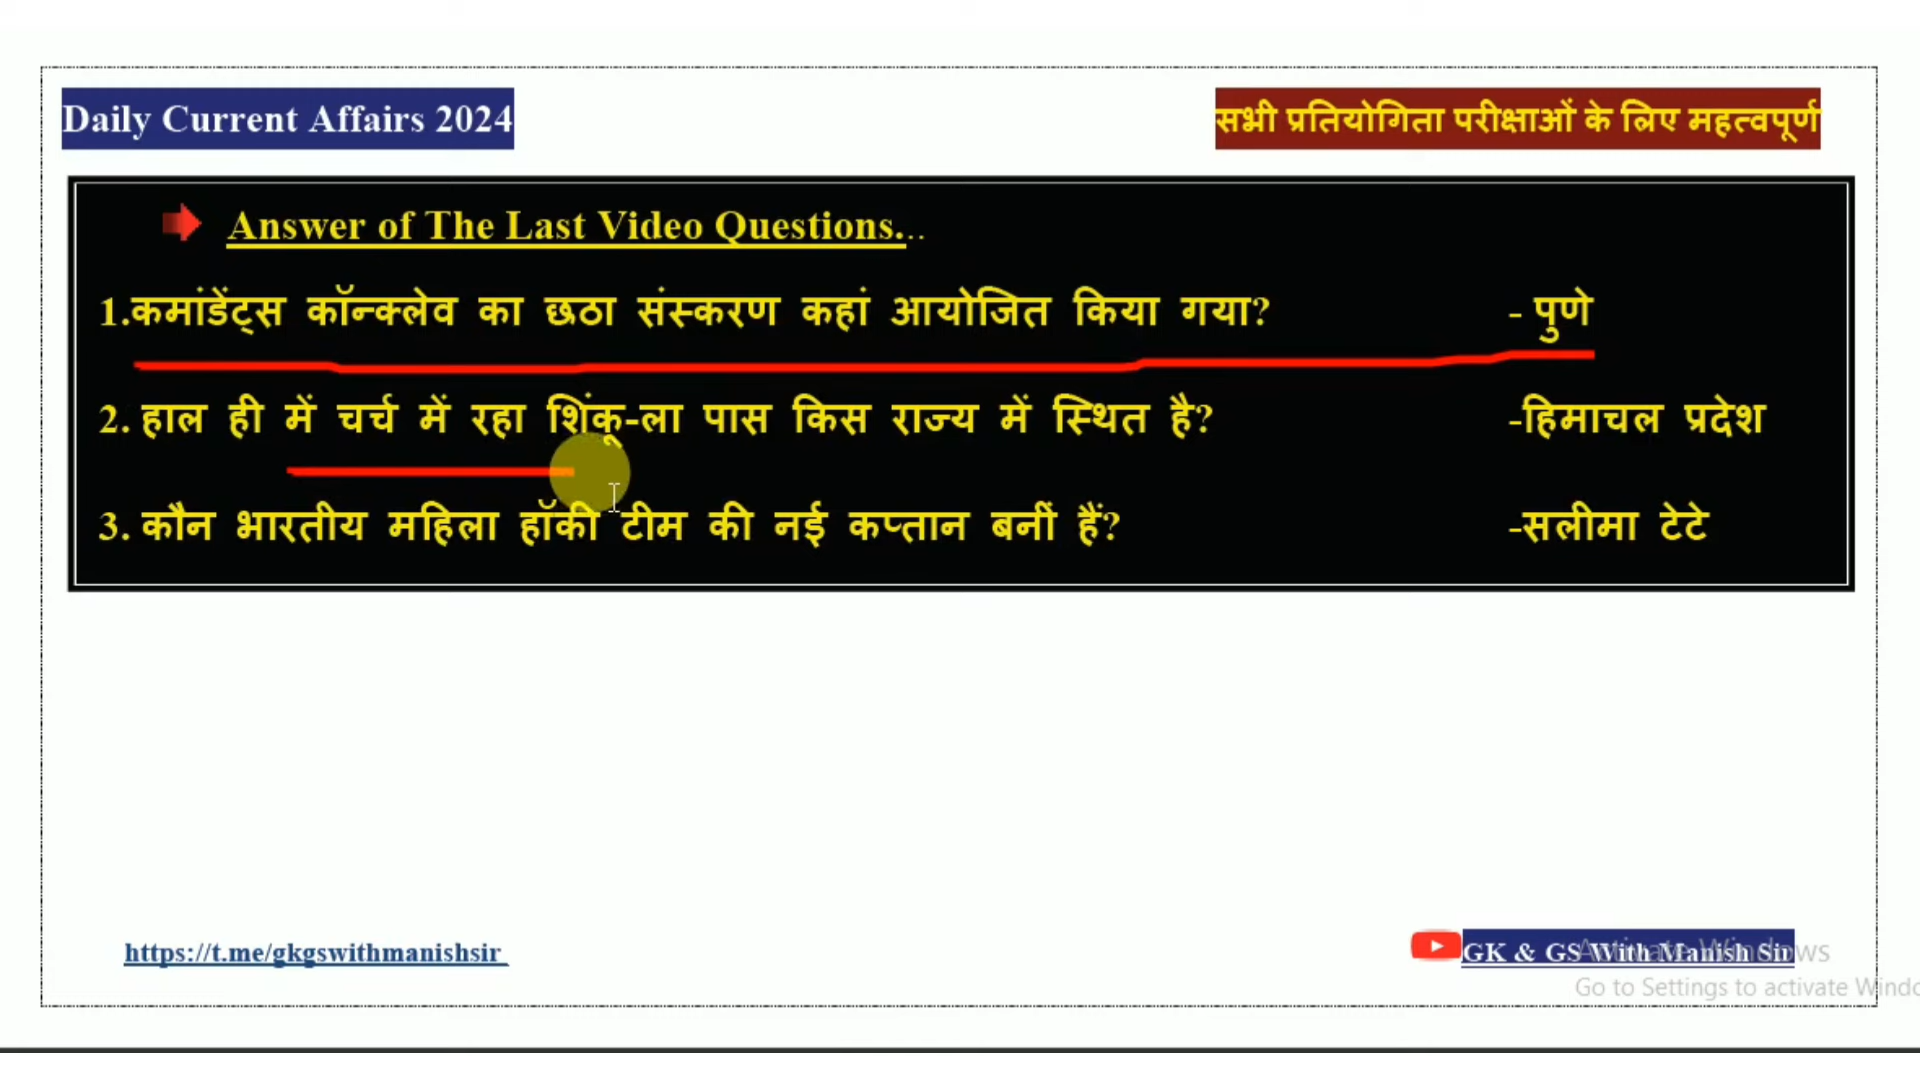 Daily Current Affairs 2024
सभी प्रतियोगिता परीक्षाओं के लिए महत्वपूर्ण
Answer of The Last Video Questions...
1.कमांडेंट्स कॉन्क्लेव का छठा संस्करण कहां आयोजित किया गया? - पुणे
2. हाल ही में चर्च में रहा शिंकू-ला पास किस राज्य में स्थित है? -हिमाचल प्रदेश
3. कौन भारतीय महिला हॉकी टीम की नई कप्तान बनीं हैं? -सलीमा टेटे
https://t.me/gkgswithmanishsir
GK & GS With Manish Sir
Activate Windows
Go to Settings to activate Windo